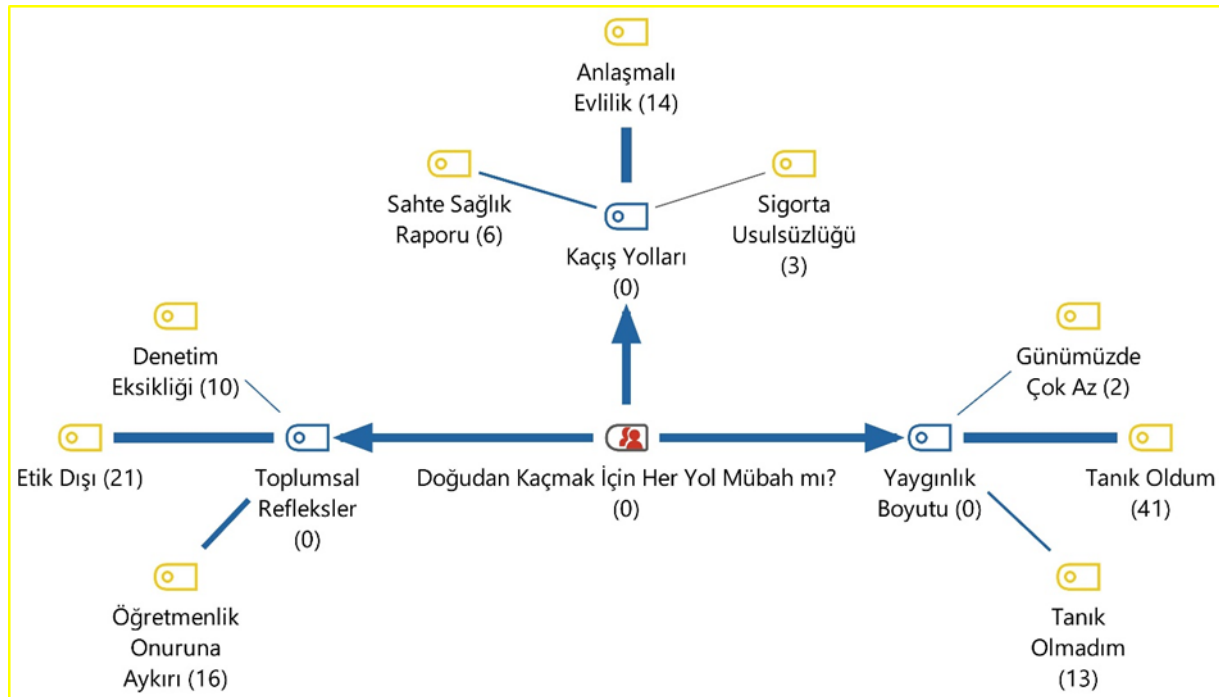 Anlaşmalı
Evlilik (14)
Sahte Sağlık
Raporu (6)
Sigorta
Usulsüzlüğü
(3)
Kaçış Yolları
(0)
Denetim
Eksikliği (10)
Günümüzde
Çok Az (2)
Etik Dışı (21)
Toplumsal
Refleksler
(0)
Doğudan Kaçmak İçin Her Yol Mübah mı?
(0)
Yaygınlık
Boyutu (0)
Tanık Oldum
(41)
Öğretmenlik
Onuruna
Aykırı (16)
Tanık
Olmadım
(13)